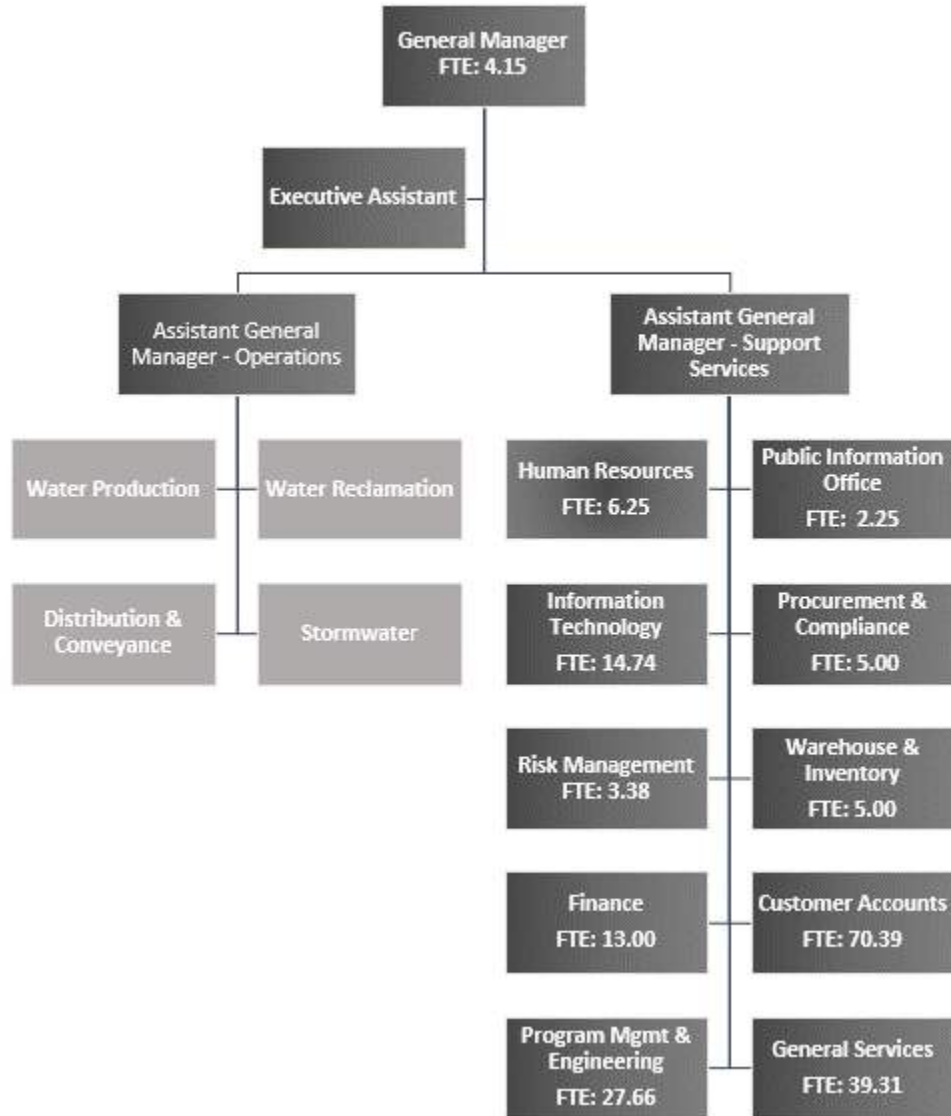 General Manager
FTE: 4.15
Executive Assistant
Assistant General
Manager - Operations
Assistant General
Manager - Support
Services
Water Production
Water Reclamation
Distribution &
Conveyance
Stormwater
Human Resources
FTE: 6.25
Public Information
Office
FTE: 2.25
Information
Technology
FTE: 14.74
Procurement &
Compliance
FTE: 5.00
Risk Management
FTE: 3.38
Warehouse &
Inventory
FTE: 5.00
Finance
FTE: 13.00
Customer Accounts
FTE: 70.39
Program Mgmt &
Engineering
FTE: 27.66
General Services
FTE: 39.31